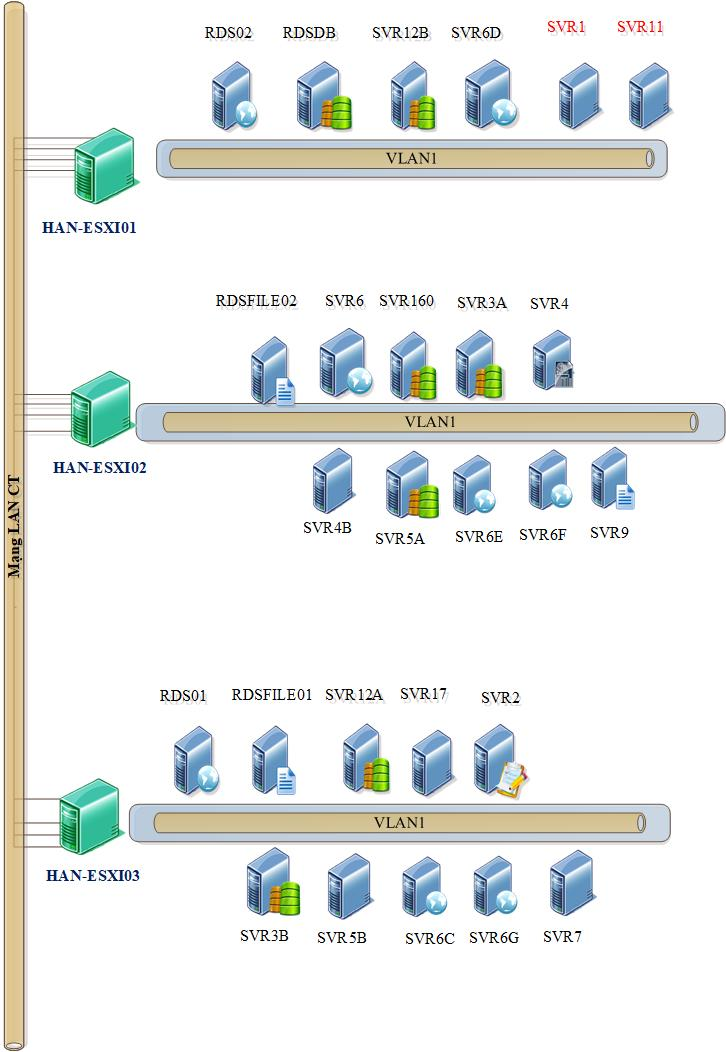 RDS02
RDSDB
SVR12B
SVR6D
SVR1
SVR11
VLAN1
HAN-ESXI01
RDSFILE02
SVR6
SVR160
SVR3A
SVR4
VLAN1
HAN-ESXI02
SVR4B
SVR5A
SVR6E
SVR6F
SVR9
Mạng LAN CT
RDS01
RDSFILE01
SVR12A
SVR17
SVR2
VLAN1
HAN-ESXI03
SVR3B
SVR5B
SVR6C
SVR6G
SVR7